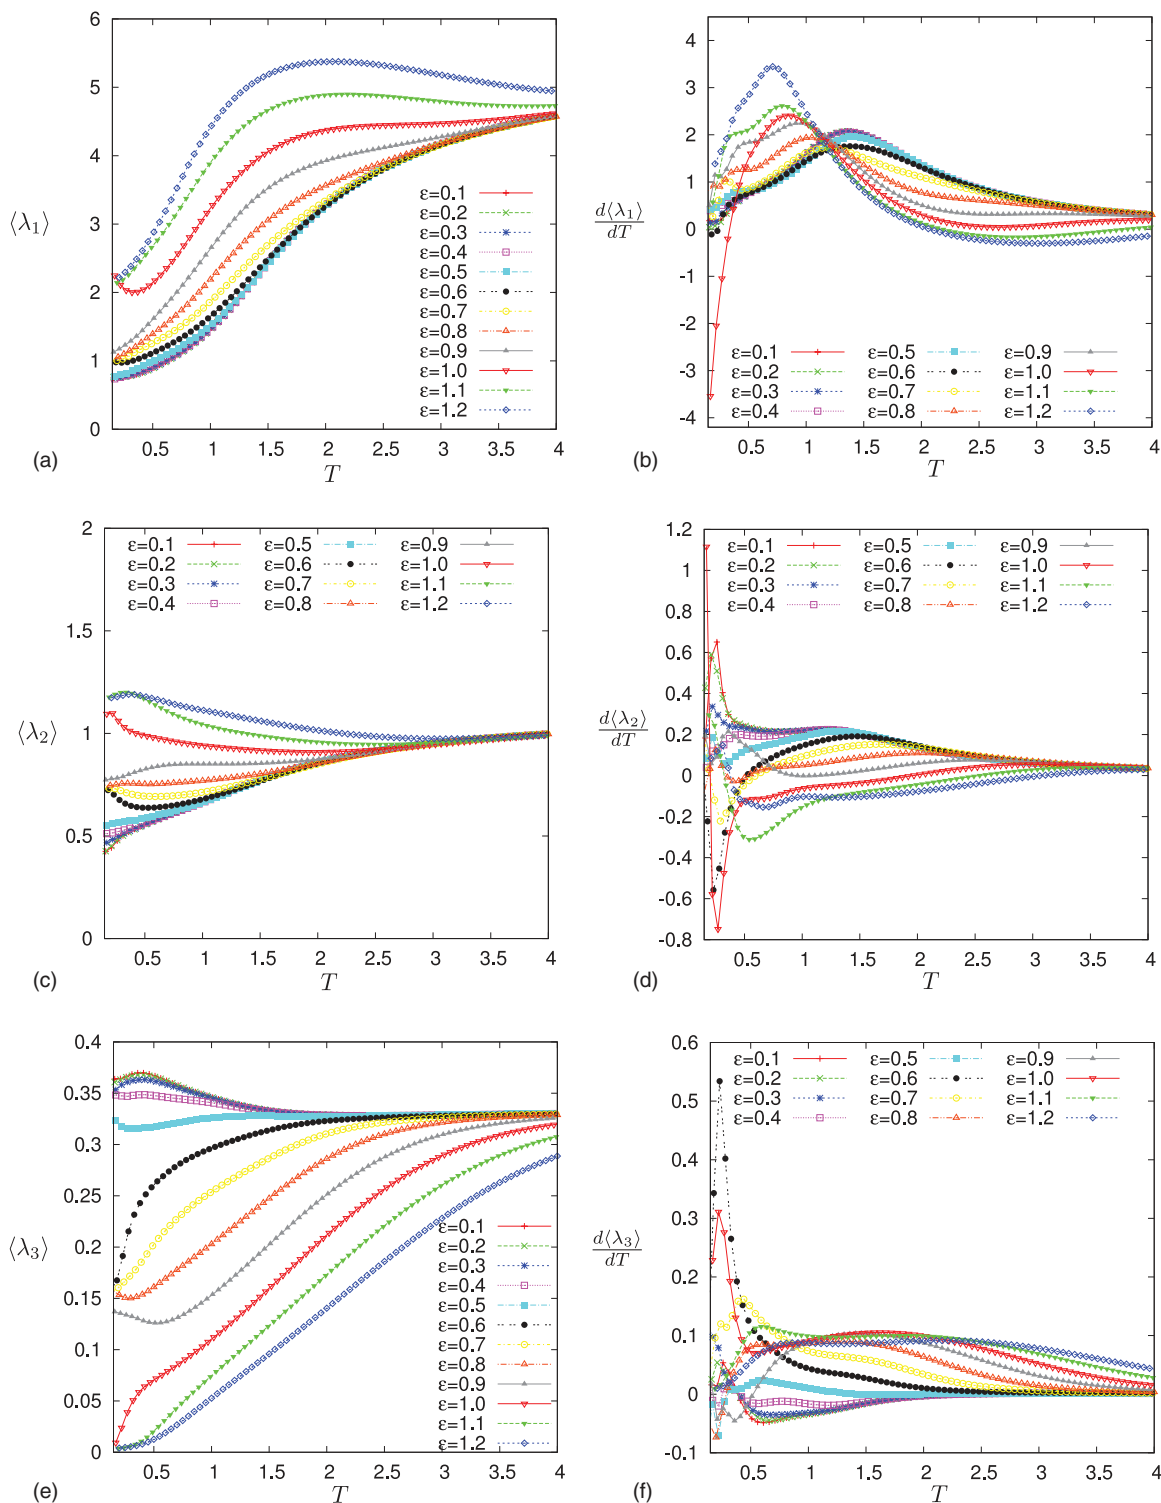 6
5
4
3
2
1
0
⟨λ1⟩
ε=0.1
ε=0.2
ε=0.3
ε=0.4
ε=0.5
ε=0.6
ε=0.7
ε=0.8
ε=0.9
ε=1.0
ε=1.1
ε=1.2
0.5 1 1.5 2 2.5 3 3.5 4
T
(a)
4
3
2
1
0
-1
-2
-3
-4
d⟨λ1⟩
dT
ε=0.1 ε=0.5 ε=0.9
ε=0.2 ε=0.6 ε=1.0
ε=0.3 ε=0.7 ε=1.1
ε=0.4 ε=0.8 ε=1.2
0.5 1 1.5 2 2.5 3 3.5 4
T
(b)
2
1.5
1
0.5
0
⟨λ2⟩
ε=0.1 ε=0.5 ε=0.9
ε=0.2 ε=0.6 ε=1.0
ε=0.3 ε=0.7 ε=1.1
ε=0.4 ε=0.8 ε=1.2
0.5 1 1.5 2 2.5 3 3.5 4
T
(c)
1.2
1
0.8
0.6
0.4
0.2
0
-0.2
-0.4
-0.6
-0.8
d⟨λ2⟩
dT
ε=0.1 ε=0.5 ε=0.9
ε=0.2 ε=0.6 ε=1.0
ε=0.3 ε=0.7 ε=1.1
ε=0.4 ε=0.8 ε=1.2
0.5 1 1.5 2 2.5 3 3.5 4
T
(d)
0.4
0.35
0.3
0.25
0.2
0.15
0.1
0.05
0
⟨λ3⟩
ε=0.1
ε=0.2
ε=0.3
ε=0.4
ε=0.5
ε=0.6
ε=0.7
ε=0.8
ε=0.9
ε=1.0
ε=1.1
ε=1.2
0.5 1 1.5 2 2.5 3 3.5 4
T
(e)
0.6
0.5
0.4
0.3
0.2
0.1
0
-0.1
d⟨λ3⟩
dT
ε=0.1 ε=0.5 ε=0.9
ε=0.2 ε=0.6 ε=1.0
ε=0.3 ε=0.7 ε=1.1
ε=0.4 ε=0.8 ε=1.2
0.5 1 1.5 2 2.5 3 3.5 4
T
(f)